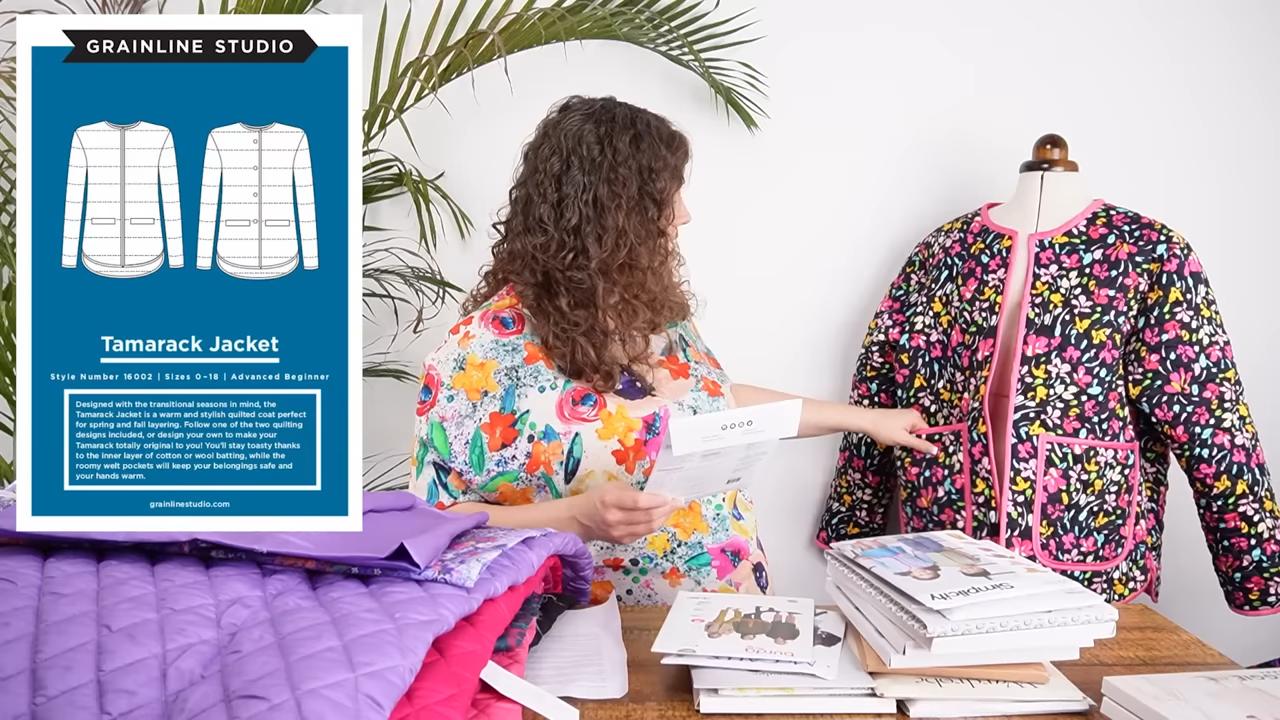 GRAINLINE STUDIO
Tamarack Jacket
Style Number 16002 | Sizes 0–18 | Advanced Beginner
Designed with the transitional seasons in mind, the
Tamarack Jacket is a warm and stylish quilted coat perfect
for spring and fall layering. Follow one of the two quilting
designs included, or design your own to make your
Tamarack totally original to you! You'll stay toasty thanks
to the inner layer of cotton or wool batting, while the
roomy welt pockets will keep your belongings safe and
your hands warm.
grainlinestudio.com
Simplicity
burda